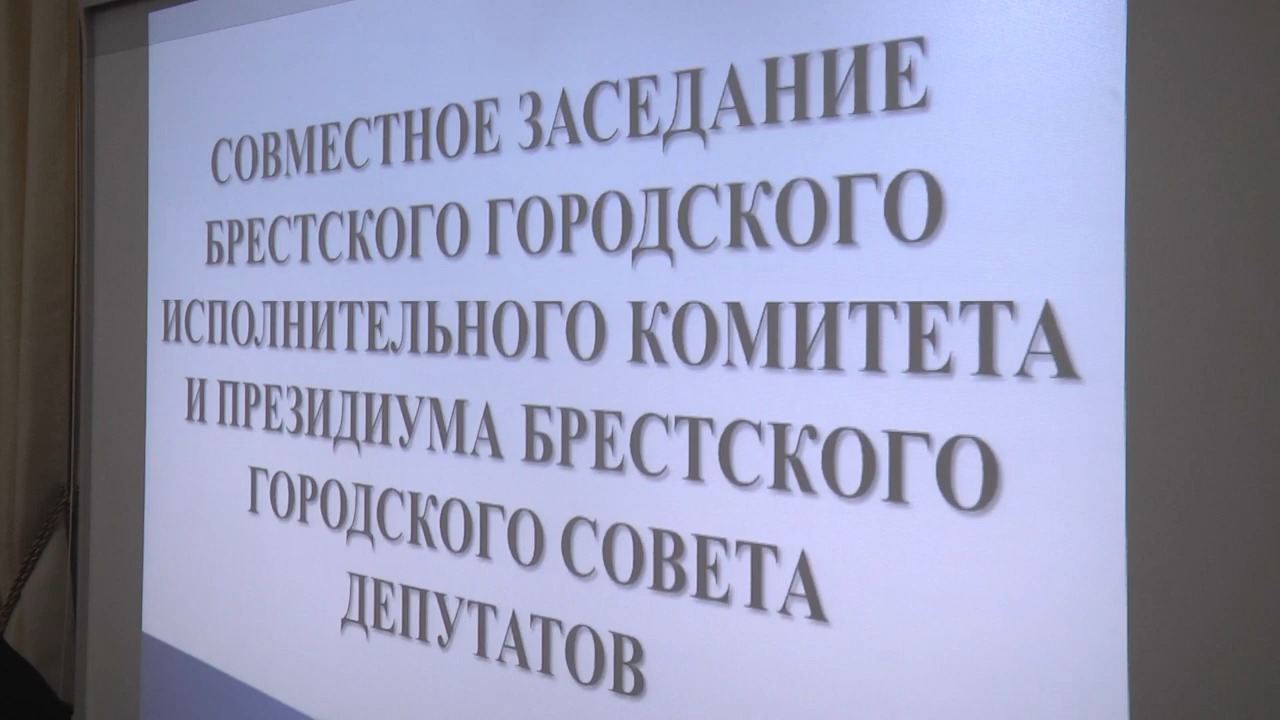 СОВМЕСТНОЕ ЗАСЕДАНИЕ
БРЕСТСКОГО ГОРОДСКОГО
ИСПОЛНИТЕЛЬНОГО КОМИТЕТА
И ПРЕЗИДИУМА БРЕСТСКОГО
ГОРОДСКОГО СОВЕТА
ДЕПУТАТОВ